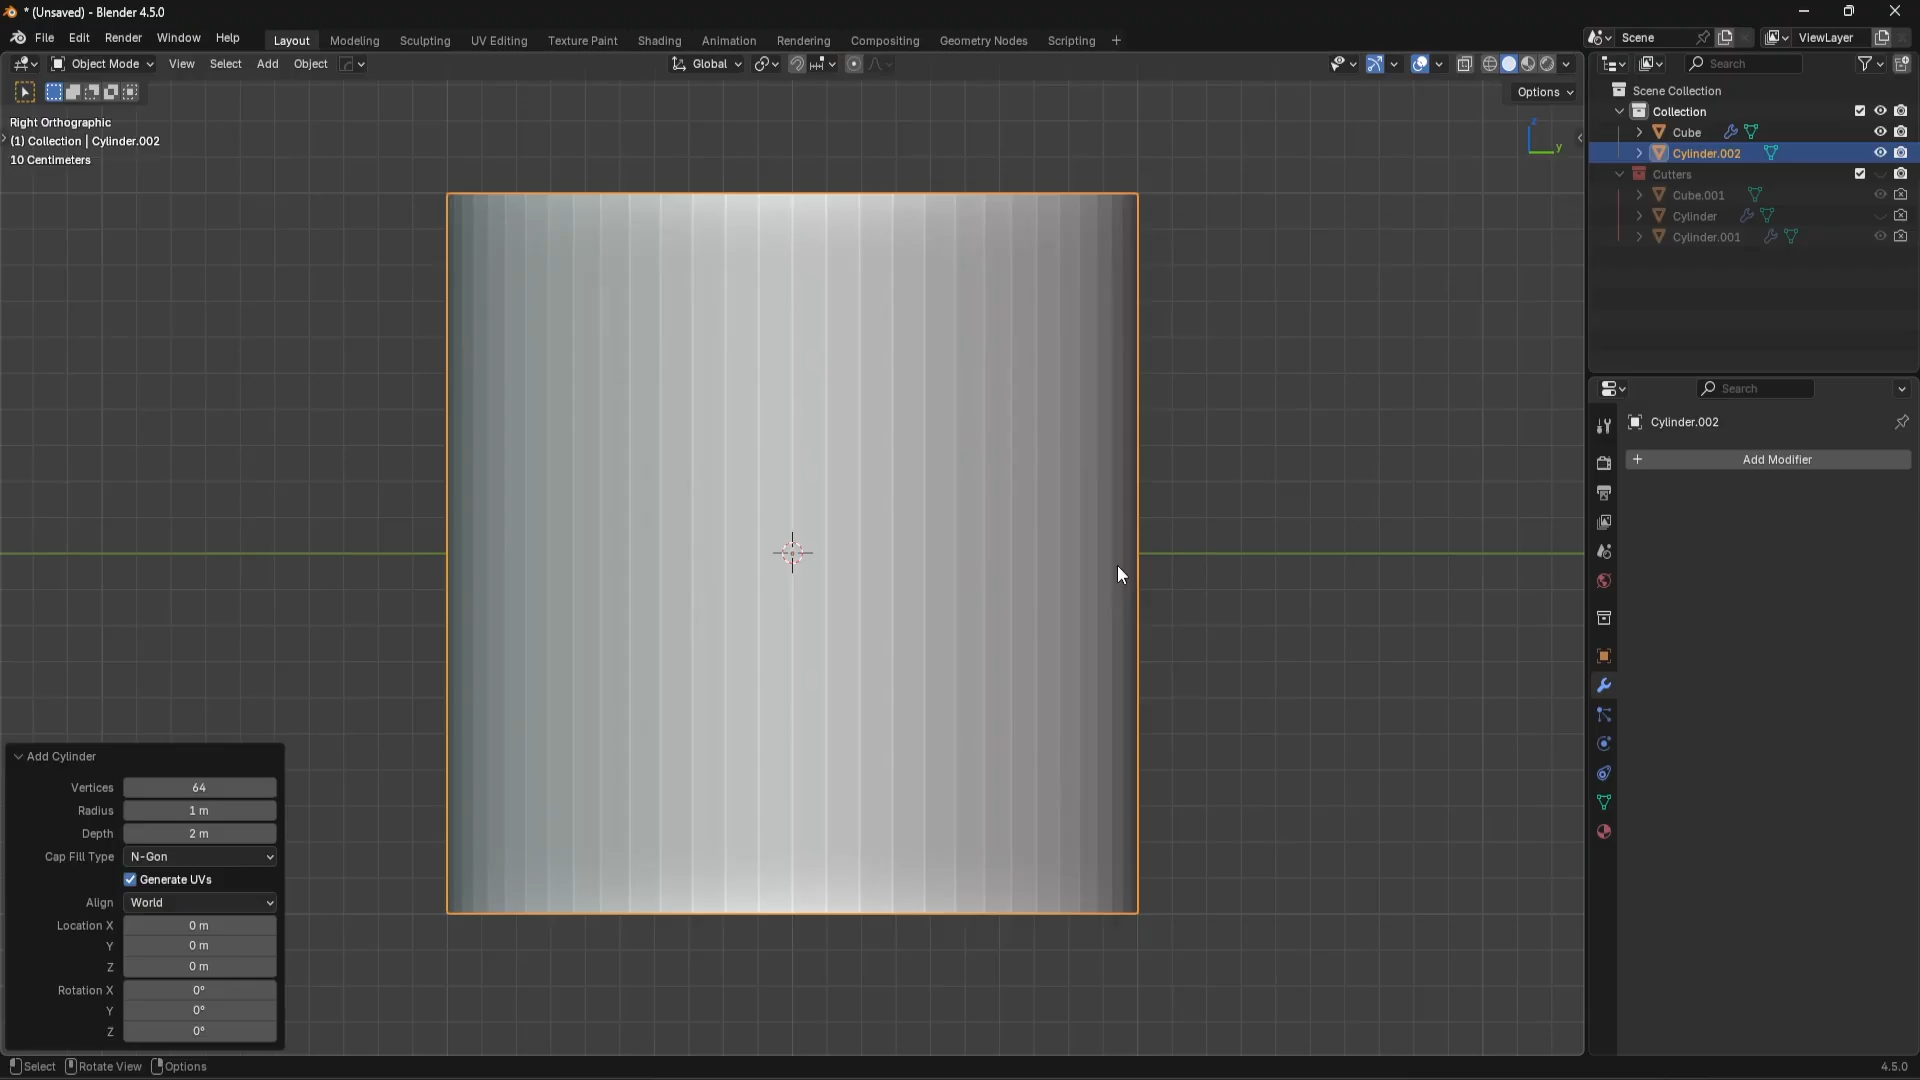 * (Unsaved) - Blender 4.5.0
File Edit Render Window Help Layout Modeling Sculpting UV Editing Texture Paint Shading Animation Rendering Compositing Geometry Nodes Scripting + Scene ViewLayer
Object Mode View Select Add Object Global Search
Options
Right Orthographic
(1) Collection | Cylinder.002
10 Centimeters
z
y
Scene Collection
Collection
Cube
Cylinder.002
Cutters
Cube.001
Cylinder
Cylinder.001
Search
Cylinder.002
+ Add Modifier
Add Cylinder
Vertices 64
Radius 1 m
Depth 2 m
Cap Fill Type N-Gon
Generate UVs
Align World
Location X 0 m
Y 0 m
Z 0 m
Rotation X 0°
Y 0°
Z 0°
Select Rotate View Options 4.5.0